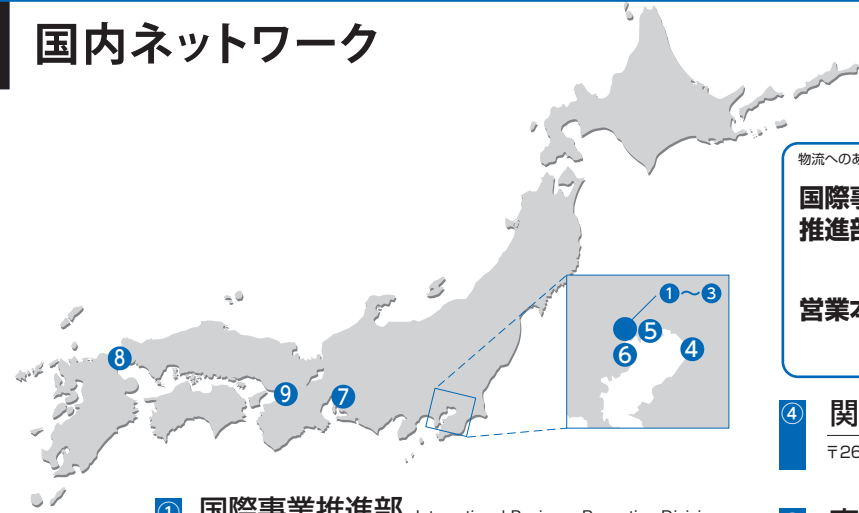 国内ネットワーク
物流へのあ
国際事
推進部
営業本
①〜③
⑤
⑥
④
⑧
⑨
⑦
④ 関
〒26
① 国際事業推進部